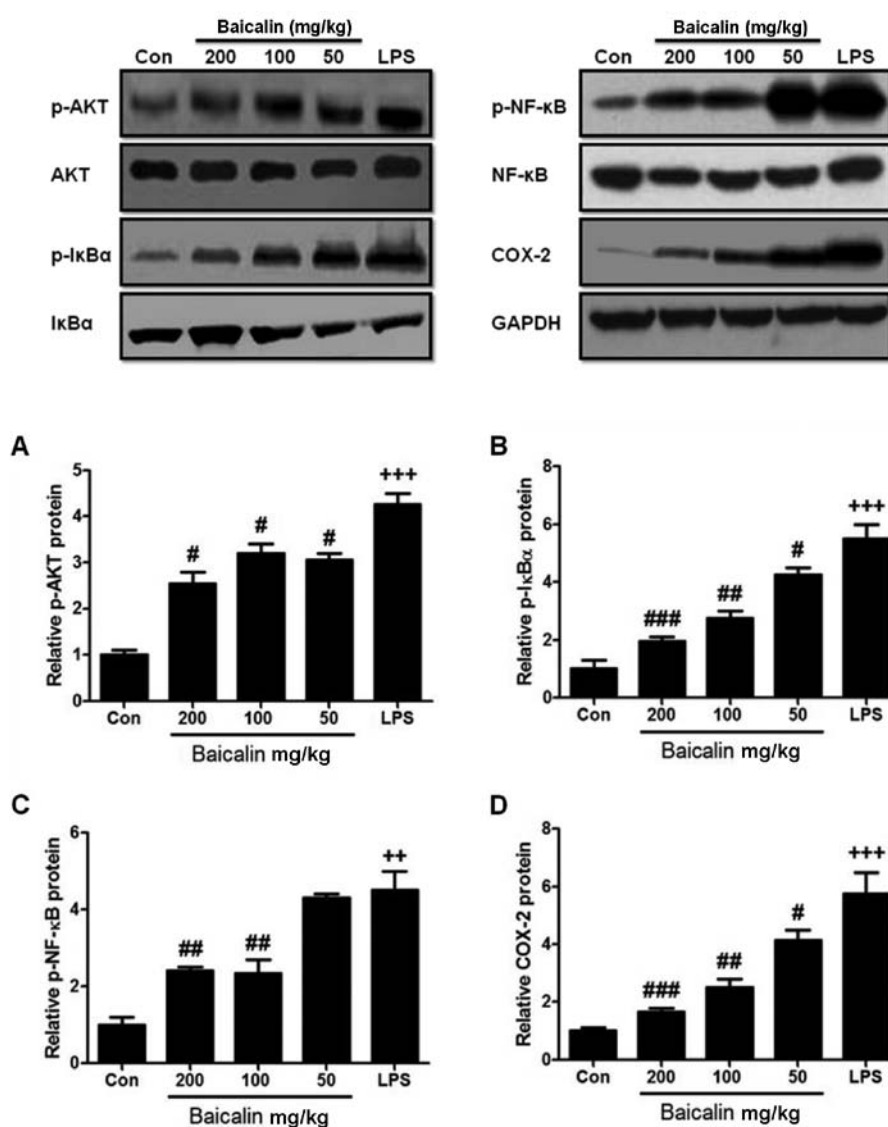 Baicalin (mg/kg)
Con 200 100 50 LPS
p-AKT
AKT
p-IκBα
IκBα
Baicalin (mg/kg)
Con 200 100 50 LPS
p-NF-κB
NF-κB
COX-2
GAPDH
A
Relative p-AKT protein
5
4
3
2
1
0
# # # +++
Con 200 100 50 LPS
Baicalin mg/kg
B
Relative p-IκBα protein
8
6
4
2
0
### ## # +++
Con 200 100 50 LPS
Baicalin mg/kg
C
Relative p-NF-κB protein
6
4
2
0
## ## ++
Con 200 100 50 LPS
Baicalin mg/kg
D
Relative COX-2 protein
8
6
4
2
0
### ## # +++
Con 200 100 50 LPS
Baicalin mg/kg